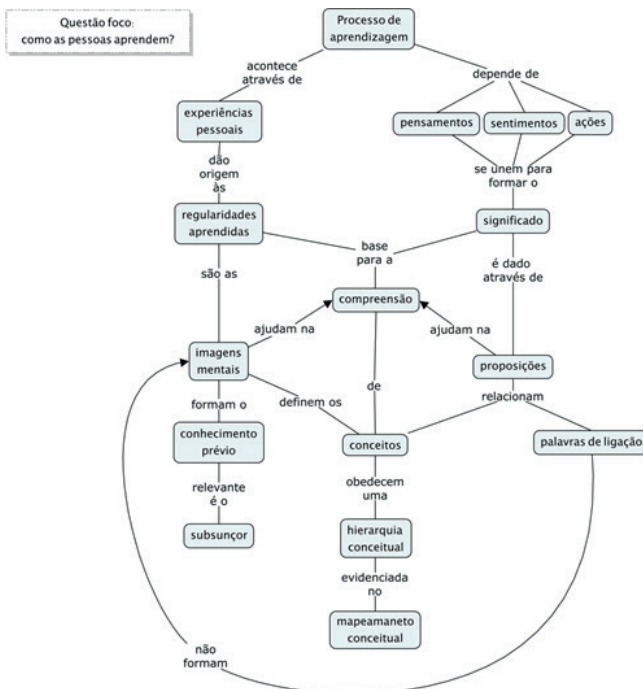 Questão foco:
como as pessoas aprendem?
Processo de
aprendizagem
acontece
através de
depende de
experiências
pessoais
pensamentos
sentimentos
ações
dão
origem
às
se unem para
formar o
regularidades
aprendidas
significado
base
para a
são as
é dado
através de
compreensão
ajudam na
ajudam na
imagens
mentais
proposições
de
relacionam
formam o
definem os
conhecimento
prévio
conceitos
palavras de ligação
relevante
é o
obedecem
uma
subsunçor
hierarquia
conceitual
evidenciada
no
mapeamaneto
conceitual
não
formam